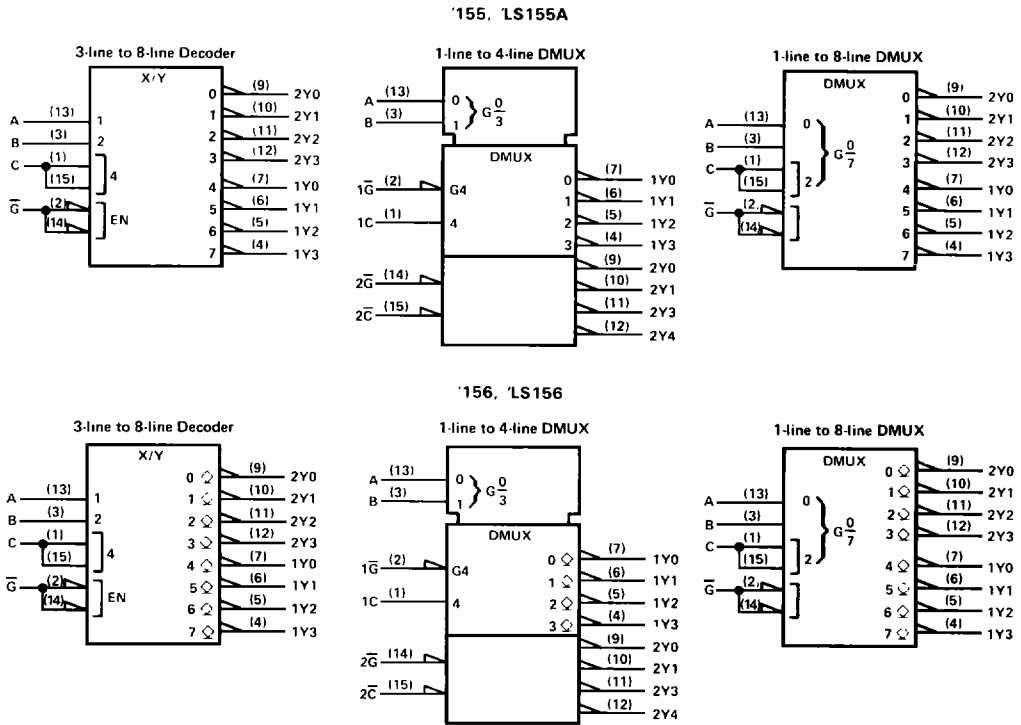 '155, 'LS155A
3-line to 8-line Decoder
X/Y
A (13) 1
B (3) 2
C (1)
(15) 4
G̅ (2)
(14) EN
0 (9) 2Y0
1 (10) 2Y1
2 (11) 2Y2
3 (12) 2Y3
4 (7) 1Y0
5 (6) 1Y1
6 (5) 1Y2
7 (4) 1Y3
1-line to 4-line DMUX
A (13) 0
B (3) 1
} G 0/3
DMUX
1G̅ (2) G4
1C (1) 4
2G̅ (14)
2C̅ (15)
0 (7) 1Y0
1 (6) 1Y1
2 (5) 1Y2
3 (4) 1Y3
(9) 2Y0
(10) 2Y1
(11) 2Y3
(12) 2Y4
1-line to 8-line DMUX
DMUX
A (13) 0
B (3)
C (1)
(15) 2
} G 0/7
G̅ (2)
(14)
0 (9) 2Y0
1 (10) 2Y1
2 (11) 2Y2
3 (12) 2Y3
4 (7) 1Y0
5 (6) 1Y1
6 (5) 1Y2
7 (4) 1Y3
'156, 'LS156
3-line to 8-line Decoder
X/Y
A (13) 1
B (3) 2
C (1)
(15) 4
G̅ (2)
(14) EN
0 (9) 2Y0
1 (10) 2Y1
2 (11) 2Y2
3 (12) 2Y3
4 (7) 1Y0
5 (6) 1Y1
6 (5) 1Y2
7 (4) 1Y3
1-line to 4-line DMUX
A (13) 0
B (3) 1
} G 0/3
DMUX
1G̅ (2) G4
1C (1) 4
2G̅ (14)
2C̅ (15)
0 (7) 1Y0
1 (6) 1Y1
2 (5) 1Y2
3 (4) 1Y3
(9) 2Y0
(10) 2Y1
(11) 2Y3
(12) 2Y4
1-line to 8-line DMUX
DMUX
A (13) 0
B (3)
C (1)
(15) 2
} G 0/7
G̅ (2)
(14)
0 (9) 2Y0
1 (10) 2Y1
2 (11) 2Y2
3 (12) 2Y3
4 (7) 1Y0
5 (6) 1Y1
6 (5) 1Y2
7 (4) 1Y3